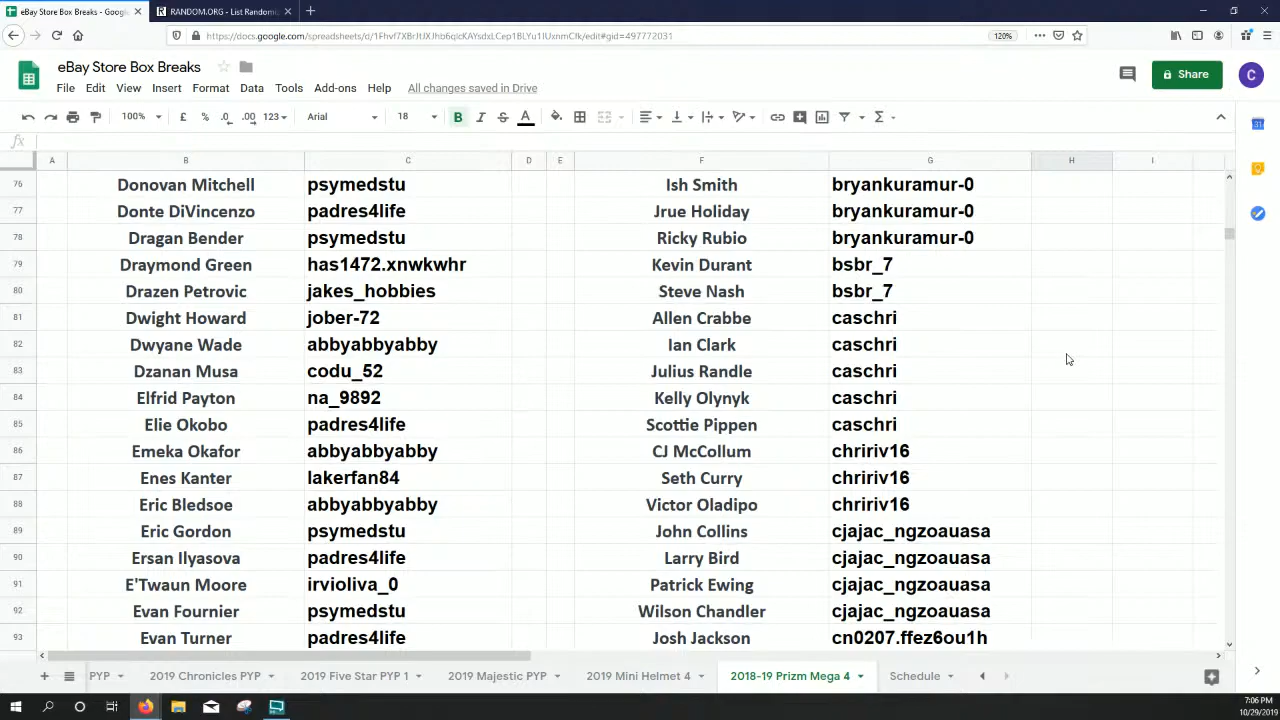 eBay Store Box Breaks - Google
RANDOM.ORG - List Randomi
120%
eBay Store Box Breaks
File Edit View Insert Format Data Tools Add-ons Help All changes saved in Drive
Share
C
100% £ % .0 .00 123 Arial 18 B I S A
fx
A B C D E F G H I
76 Donovan Mitchell psymedstu Ish Smith bryankuramur-0
77 Donte DiVincenzo padres4life Jrue Holiday bryankuramur-0
78 Dragan Bender psymedstu Ricky Rubio bryankuramur-0
79 Draymond Green has1472.xnwkwhr Kevin Durant bsbr_7
80 Drazen Petrovic jakes_hobbies Steve Nash bsbr_7
81 Dwight Howard jober-72 Allen Crabbe caschri
82 Dwyane Wade abbyabbyabby Ian Clark caschri
83 Dzanan Musa codu_52 Julius Randle caschri
84 Elfrid Payton na_9892 Kelly Olynyk caschri
85 Elie Okobo padres4life Scottie Pippen caschri
86 Emeka Okafor abbyabbyabby CJ McCollum chririv16
87 Enes Kanter lakerfan84 Seth Curry chririv16
88 Eric Bledsoe abbyabbyabby Victor Oladipo chririv16
89 Eric Gordon psymedstu John Collins cjajac_ngzoauasa
90 Ersan Ilyasova padres4life Larry Bird cjajac_ngzoauasa
91 E'Twaun Moore irvioliva_0 Patrick Ewing cjajac_ngzoauasa
92 Evan Fournier psymedstu Wilson Chandler cjajac_ngzoauasa
93 Evan Turner padres4life Josh Jackson cn0207.ffez6ou1h
PYP 2019 Chronicles PYP 2019 Five Star PYP 1 2019 Majestic PYP 2019 Mini Helmet 4 2018-19 Prizm Mega 4 Schedule
7:06 PM
10/29/2019